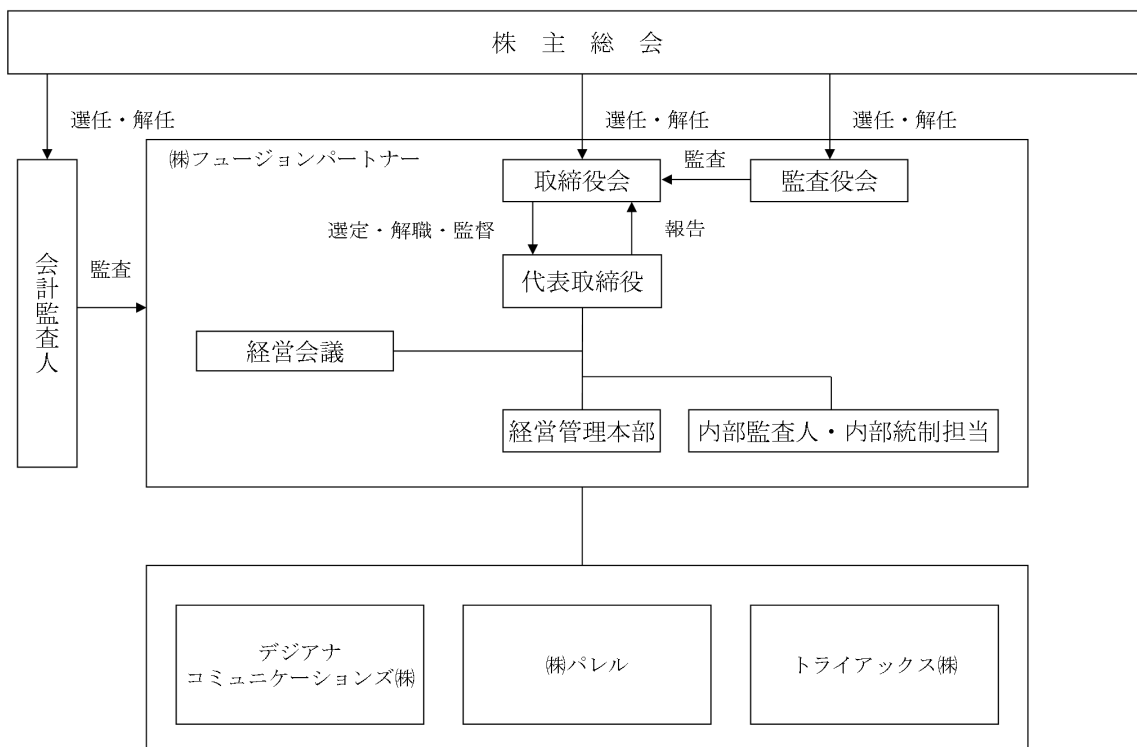 株主総会
選任・解任
選任・解任
選任・解任
㈱フュージョンパートナー
取締役会
監査
監査役会
選定・解職・監督
報告
会計監査人
監査
代表取締役
経営会議
経営管理本部
内部監査人・内部統制担当
デジアナ
コミュニケーションズ㈱
㈱パレル
トライアックス㈱